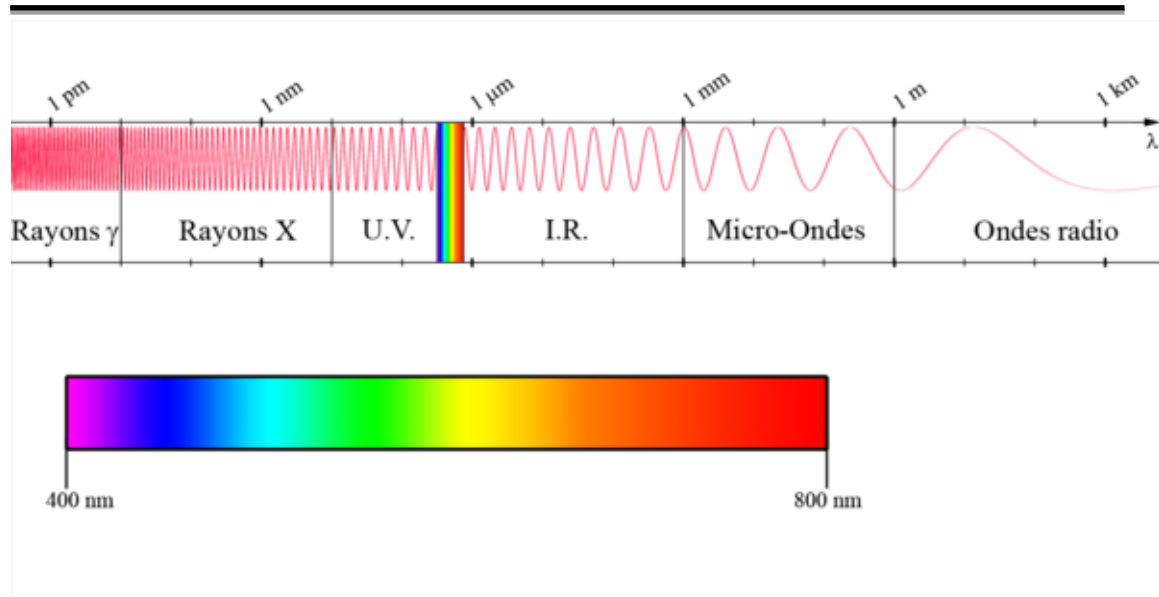 1 pm 1 nm 1 μm 1 mm 1 m 1 km
λ
Rayons γ Rayons X U.V. I.R. Micro-Ondes Ondes radio
400 nm 800 nm